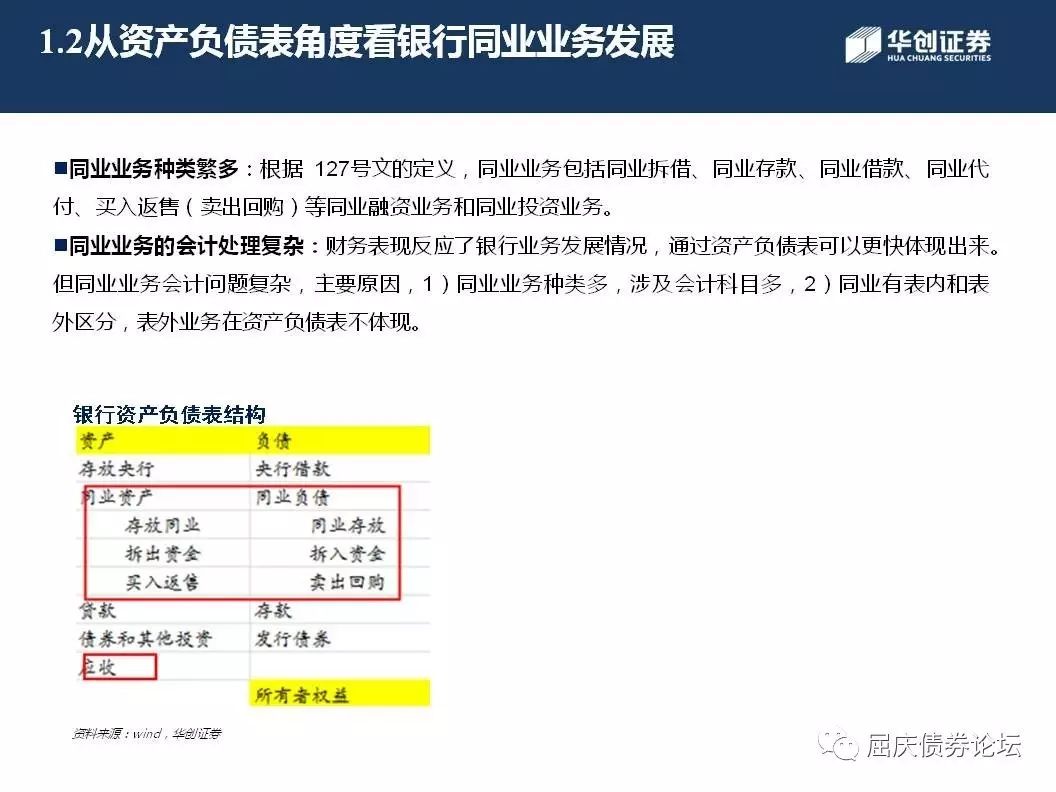 1.2从资产负债表角度看银行同业业务发展
华创证券
HUA CHUANG SECURITIES
■同业业务种类繁多：根据 127号文的定义，同业业务包括同业拆借、同业存款、同业借款、同业代
付、买入返售（卖出回购）等同业融资业务和同业投资业务。
■同业业务的会计处理复杂：财务表现反应了银行业务发展情况，通过资产负债表可以更快体现出来。
但同业业务会计问题复杂，主要原因，1）同业业务种类多，涉及会计科目多，2）同业有表内和表
外区分，表外业务在资产负债表不体现。
银行资产负债表结构
资产 负债
存放央行 央行借款
同业资产 同业负债
存放同业 同业存放
拆出资金 拆入资金
买入返售 卖出回购
贷款 存款
债券和其他投资 发行债券
应收
所有者权益
资料来源：wind，华创证券
屈庆债券论坛